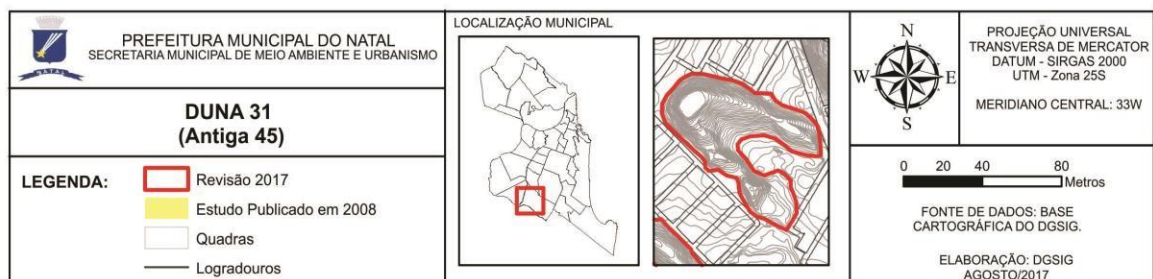 PREFEITURA MUNICIPAL DO NATAL
SECRETARIA MUNICIPAL DE MEIO AMBIENTE E URBANISMO
NATAL
DUNA 31
(Antiga 45)
LEGENDA:
Revisão 2017
Estudo Publicado em 2008
Quadras
Logradouros
LOCALIZAÇÃO MUNICIPAL
N
W E
S
PROJEÇÃO UNIVERSAL
TRANSVERSA DE MERCATOR
DATUM - SIRGAS 2000
UTM - Zona 25S
MERIDIANO CENTRAL: 33W
0 20 40 80
Metros
FONTE DE DADOS: BASE
CARTOGRÁFICA DO DGSIG.
ELABORAÇÃO: DGSIG
AGOSTO/2017